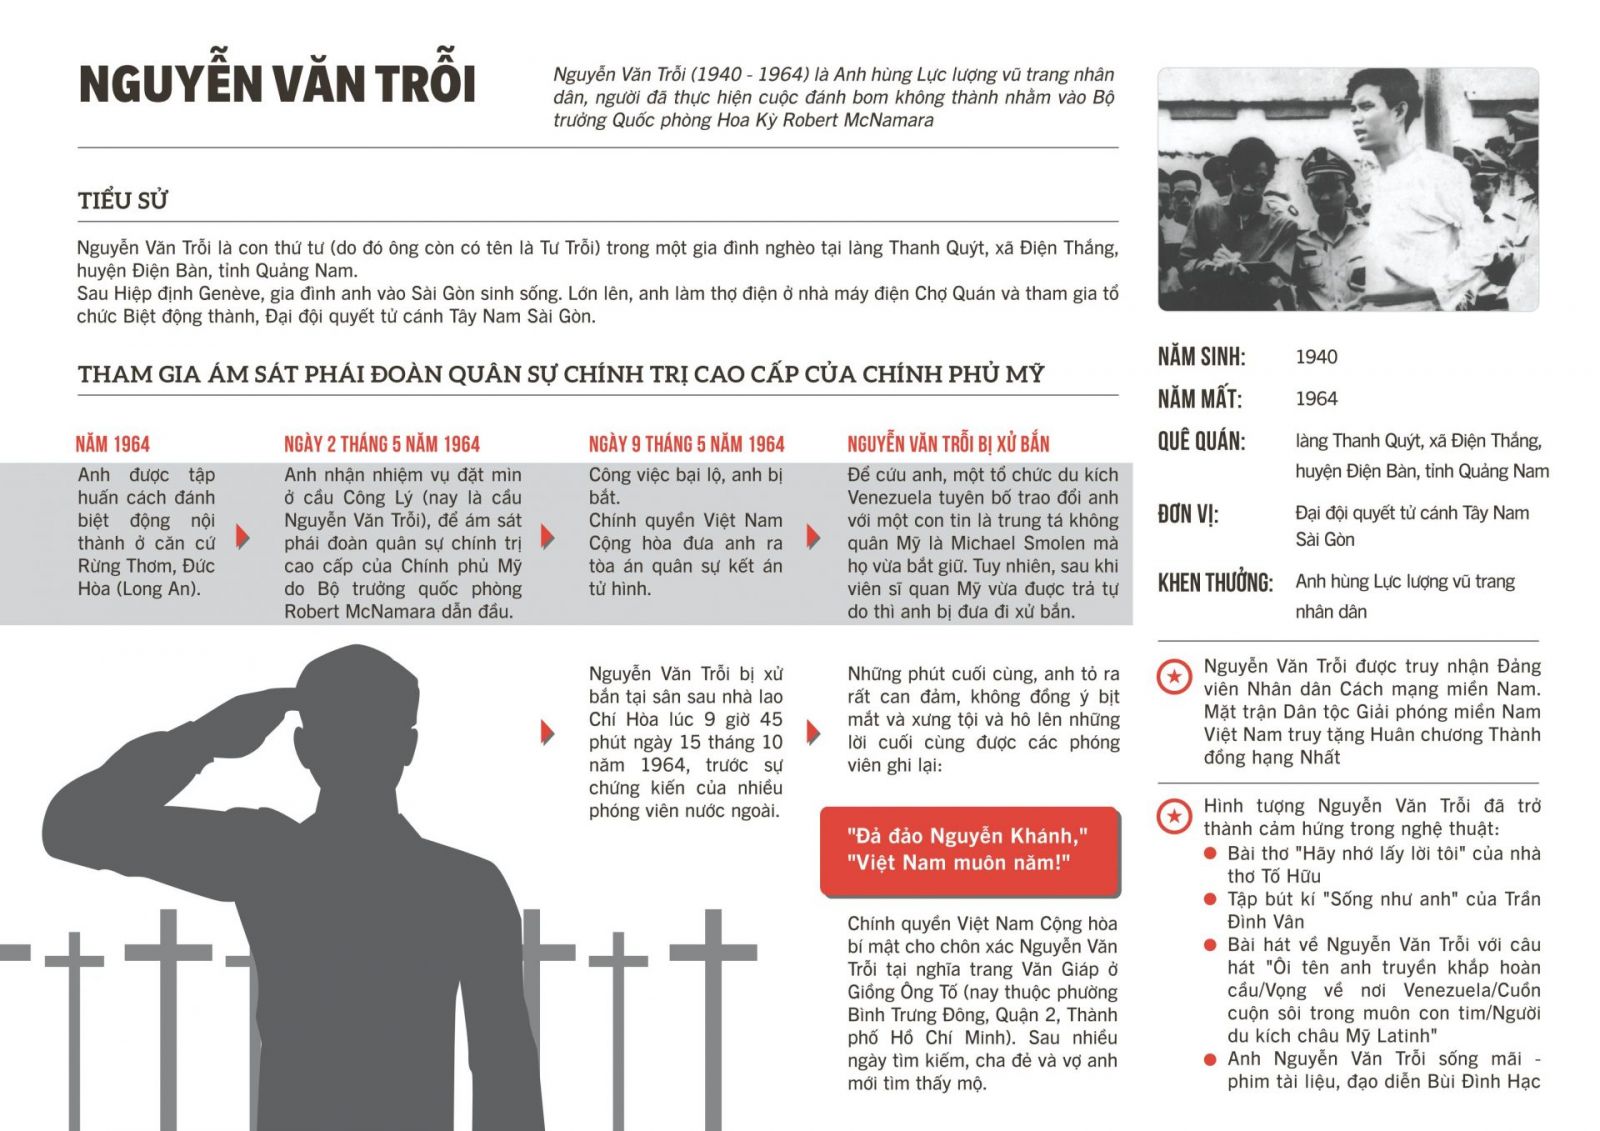 NGUYỄN VĂN TRỖI
Nguyễn Văn Trỗi (1940 - 1964) là Anh hùng Lực lượng vũ trang nhân
dân, người đã thực hiện cuộc đánh bom không thành nhằm vào Bộ
trưởng Quốc phòng Hoa Kỳ Robert McNamara
TIỂU SỬ
Nguyễn Văn Trỗi là con thứ tư (do đó ông còn có tên là Tư Trỗi) trong một gia đình nghèo tại làng Thanh Quýt, xã Điện Thắng,
huyện Điện Bàn, tỉnh Quảng Nam.
Sau Hiệp định Genève, gia đình anh vào Sài Gòn sinh sống. Lớn lên, anh làm thợ điện ở nhà máy điện Chợ Quán và tham gia tổ
chức Biệt động thành, Đại đội quyết tử cánh Tây Nam Sài Gòn.
THAM GIA ÁM SÁT PHÁI ĐOÀN QUÂN SỰ CHÍNH TRỊ CAO CẤP CỦA CHÍNH PHỦ MỸ
NĂM 1964
Anh được tập
huấn cách đánh
biệt động nội
thành ở căn cứ
Rừng Thơm, Đức
Hòa (Long An).
NGÀY 2 THÁNG 5 NĂM 1964
Anh nhận nhiệm vụ đặt mìn
ở cầu Công Lý (nay là cầu
Nguyễn Văn Trỗi), để ám sát
phái đoàn quân sự chính trị
cao cấp của Chính phủ Mỹ
do Bộ trưởng quốc phòng
Robert McNamara dẫn đầu.
NGÀY 9 THÁNG 5 NĂM 1964
Công việc bại lộ, anh bị
bắt.
Chính quyền Việt Nam
Cộng hòa đưa anh ra
tòa án quân sự kết án
tử hình.
NGUYỄN VĂN TRỖI BỊ XỬ BẮN
Để cứu anh, một tổ chức du kích
Venezuela tuyên bố trao đổi anh
với một con tin là trung tá không
quân Mỹ là Michael Smolen mà
họ vừa bắt giữ. Tuy nhiên, sau khi
viên sĩ quan Mỹ vừa được trả tự
do thì anh bị đưa đi xử bắn.
Nguyễn Văn Trỗi bị xử
bắn tại sân sau nhà lao
Chí Hòa lúc 9 giờ 45
phút ngày 15 tháng 10
năm 1964, trước sự
chứng kiến của nhiều
phóng viên nước ngoài.
Những phút cuối cùng, anh tỏ ra
rất can đảm, không đồng ý bịt
mắt và xưng tội và hô lên những
lời cuối cùng được các phóng
viên ghi lại:
"Đả đảo Nguyễn Khánh,"
"Việt Nam muôn năm!"
Chính quyền Việt Nam Cộng hòa
bí mật cho chôn xác Nguyễn Văn
Trỗi tại nghĩa trang Văn Giáp ở
Giồng Ông Tố (nay thuộc phường
Bình Trưng Đông, Quận 2, Thành
phố Hồ Chí Minh). Sau nhiều
ngày tìm kiếm, cha đẻ và vợ anh
mới tìm thấy mộ.
NĂM SINH: 1940
NĂM MẤT: 1964
QUÊ QUÁN: làng Thanh Quýt, xã Điện Thắng,
huyện Điện Bàn, tỉnh Quảng Nam
ĐƠN VỊ: Đại đội quyết tử cánh Tây Nam
Sài Gòn
KHEN THƯỞNG: Anh hùng Lực lượng vũ trang
nhân dân
Nguyễn Văn Trỗi được truy nhận Đảng
viên Nhân dân Cách mạng miền Nam.
Mặt trận Dân tộc Giải phóng miền Nam
Việt Nam truy tặng Huân chương Thành
đồng hạng Nhất
Hình tượng Nguyễn Văn Trỗi đã trở
thành cảm hứng trong nghệ thuật:
Bài thơ "Hãy nhớ lấy lời tôi" của nhà
thơ Tố Hữu
Tập bút kí "Sống như anh" của Trần
Đình Vân
Bài hát về Nguyễn Văn Trỗi với câu
hát "Ôi tên anh truyền khắp hoàn
cầu/Vọng về nơi Venezuela/Cuồn
cuộn sôi trong muôn con tim/Người
du kích châu Mỹ Latinh"
Anh Nguyễn Văn Trỗi sống mãi -
phim tài liệu, đạo diễn Bùi Đình Hạc